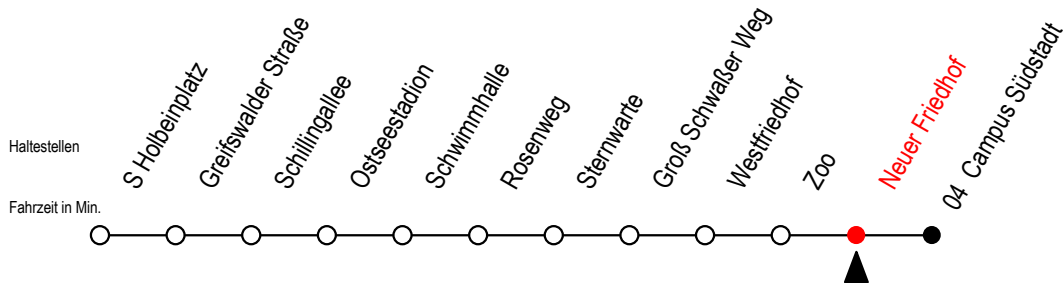 S Holbeinplatz
Greifswalder Straße
Schillingallee
Ostseestadion
Schwimmhalle
Rosenweg
Sternwarte
Groß Schwaßer Weg
Westfriedhof
Zoo
Neuer Friedhof
04 Campus Südstadt
Haltestellen
Fahrzeit in Min.